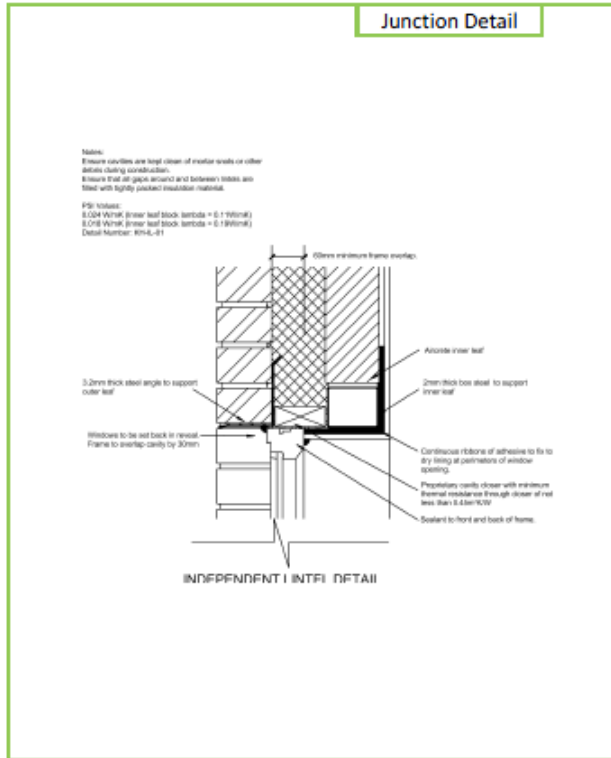 Junction Detail
Notes:
Ensure cavities are kept clean of mortar snots or other
debris during construction.
Ensure that all gaps around and between lintels are
filled with tightly packed insulation material.
PSI Values:
0.024 W/mK (Inner leaf block lambda = 0.11W/mK)
0.018 W/mK (Inner leaf block lambda = 0.19W/mK)
Detail Number:
60mm minimum frame overlap.
Aircrete inner leaf
3.2mm thick steel angle to support
outer leaf
2mm thick box steel to support
inner leaf
Windows to be set back in reveal.
Frame to overlap cavity by 30mm
Continuous ribbons of adhesive to fix to
dry lining at perimeters of window
opening.
Proprietary cavity closer with minimum
thermal resistance through closer of not
less than 0.45m²K/W
Sealant to front and back of frame.
INDEPENDENT LINTEL DETAIL